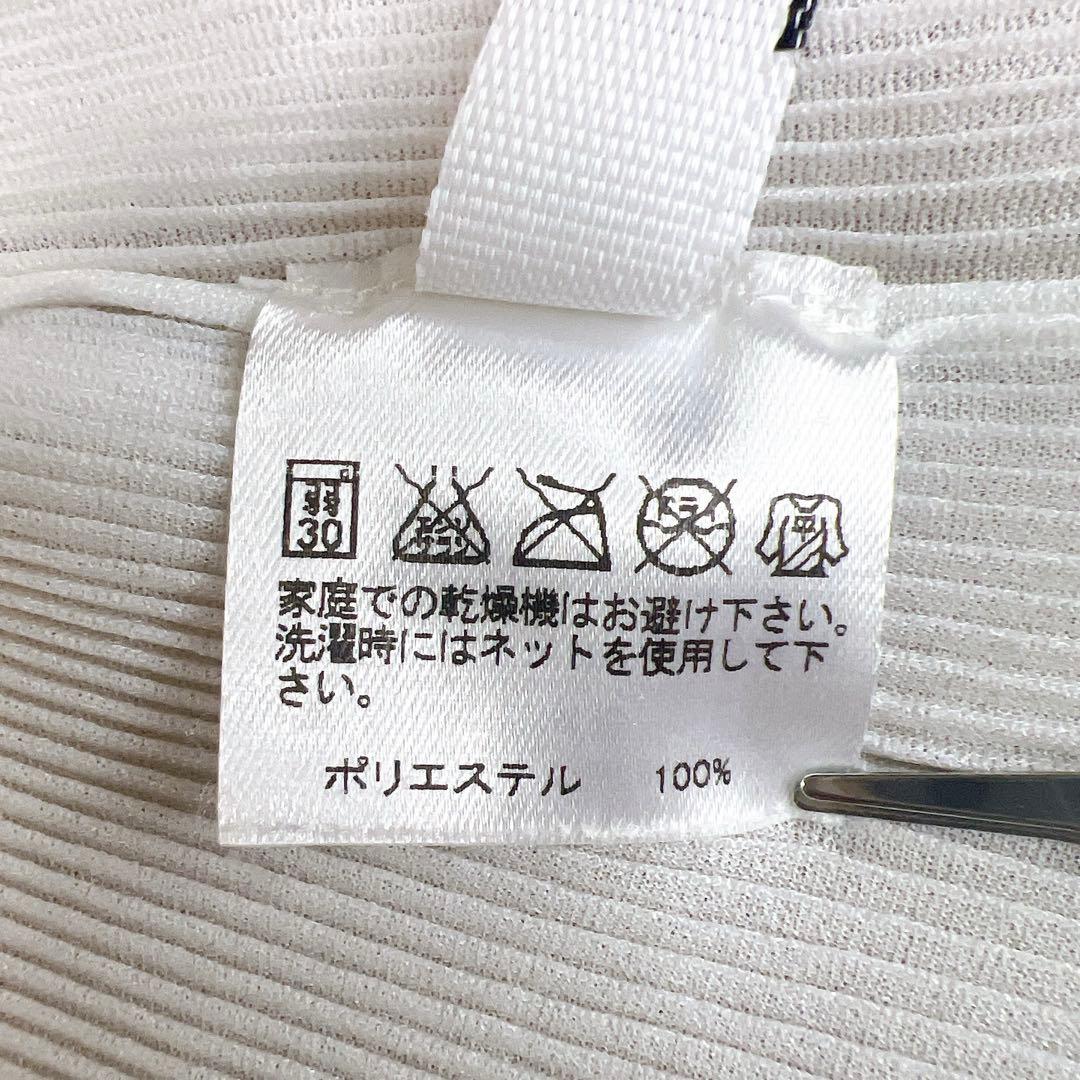 弱
30
家庭での乾燥機はお避け下さい。
洗濯時にはネットを使用して下
さい。
ポリエステル 100%